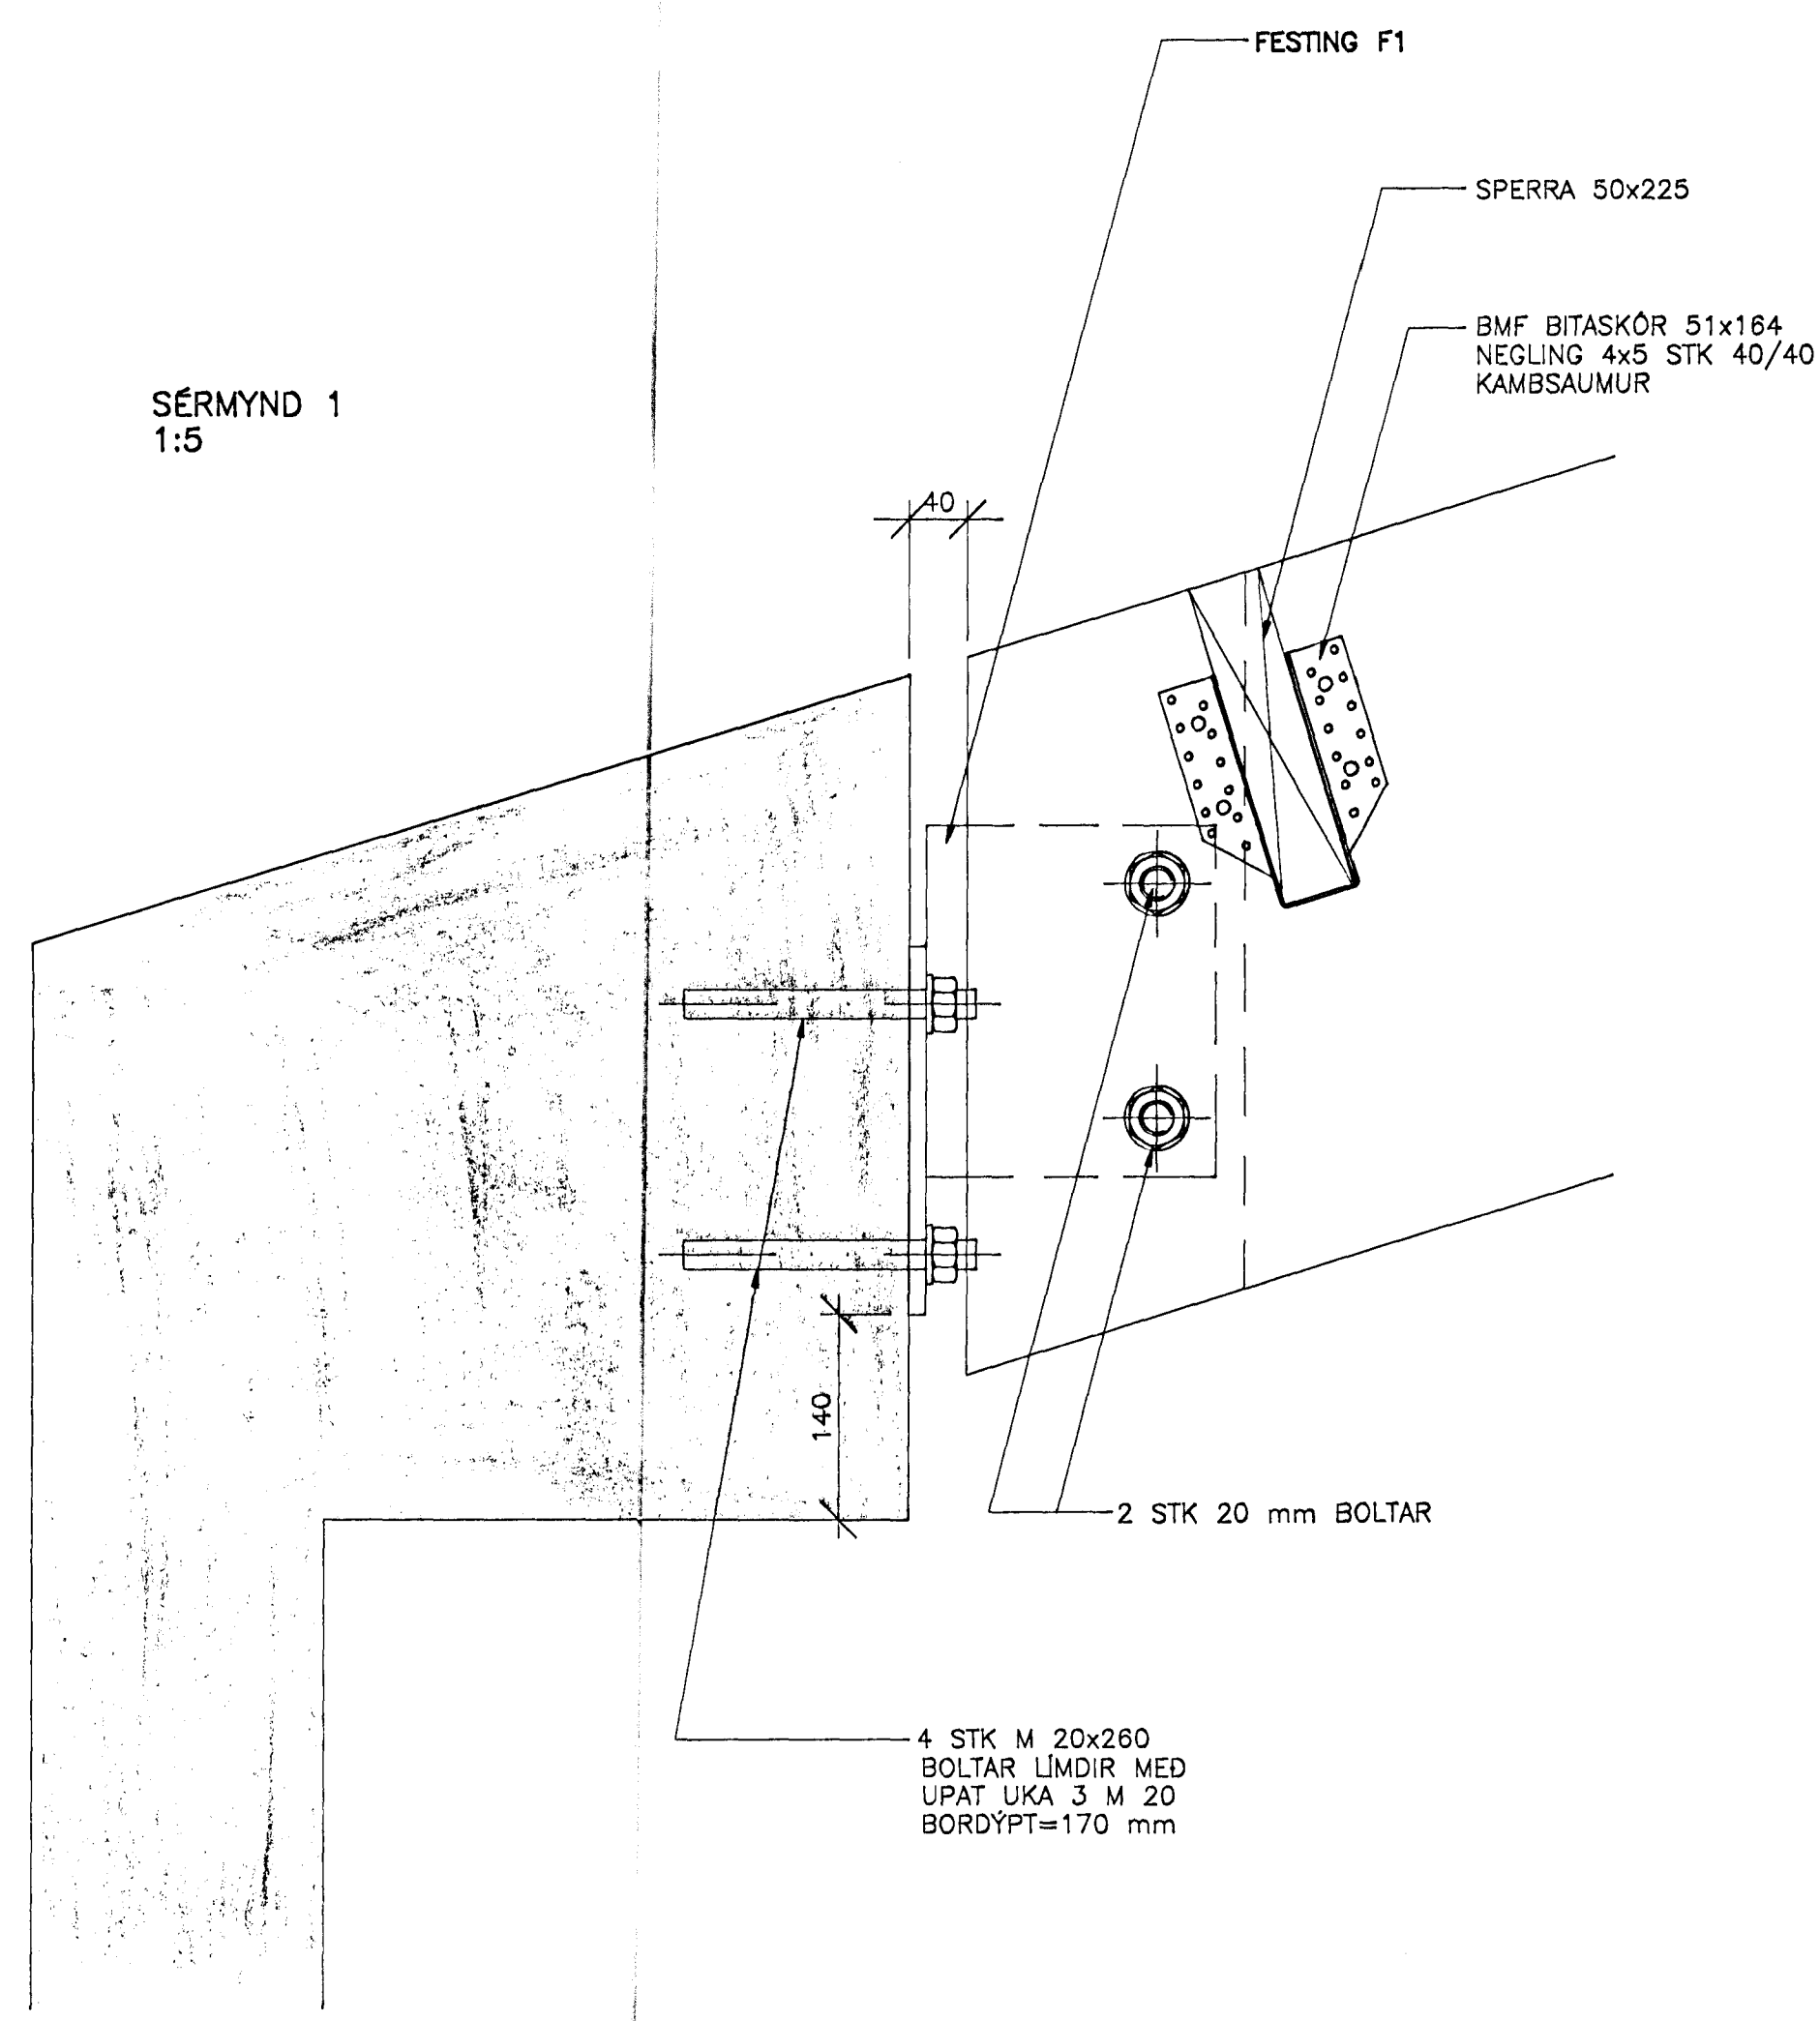 FESTING F1
SPERRA 50x225
BMF BITASKÓR 51x164
NEGLING 4x5 STK 40/40
KAMBSAUMUR
SÉRMYND 1
1:5
40
140
2 STK 20 mm BOLTAR
4 STK M 20x260
BOLTAR LÍMDIR MEÐ
UPAT UKA 3 M 20
BORDÝPT=170 mm